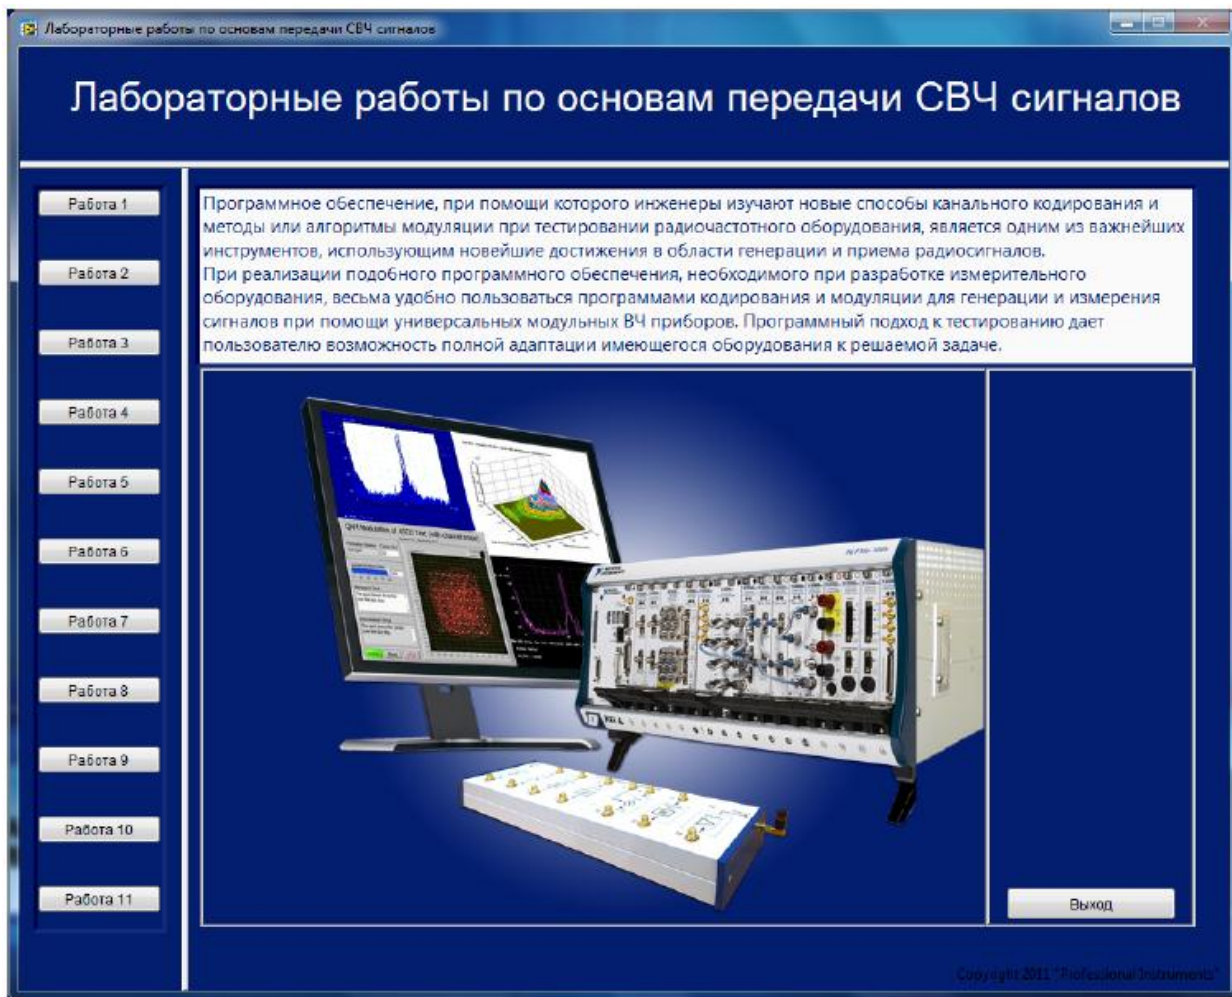 Лабораторные работы по основам передачи СВЧ сигналов
Лабораторные работы по основам передачи СВЧ сигналов
Работа 1
Работа 2
Работа 3
Работа 4
Работа 5
Работа 6
Работа 7
Работа 8
Работа 9
Работа 10
Работа 11
Программное обеспечение, при помощи которого инженеры изучают новые способы канального кодирования и
методы или алгоритмы модуляции при тестировании радиочастотного оборудования, является одним из важнейших
инструментов, использующим новейшие достижения в области генерации и приема радиосигналов.
При реализации подобного программного обеспечения, необходимого при разработке измерительного
оборудования, весьма удобно пользоваться программами кодирования и модуляции для генерации и измерения
сигналов при помощи универсальных модульных ВЧ приборов. Программный подход к тестированию дает
пользователю возможность полной адаптации имеющегося оборудования к решаемой задаче.
Выход
Copyright 2011 "Professional Instruments"